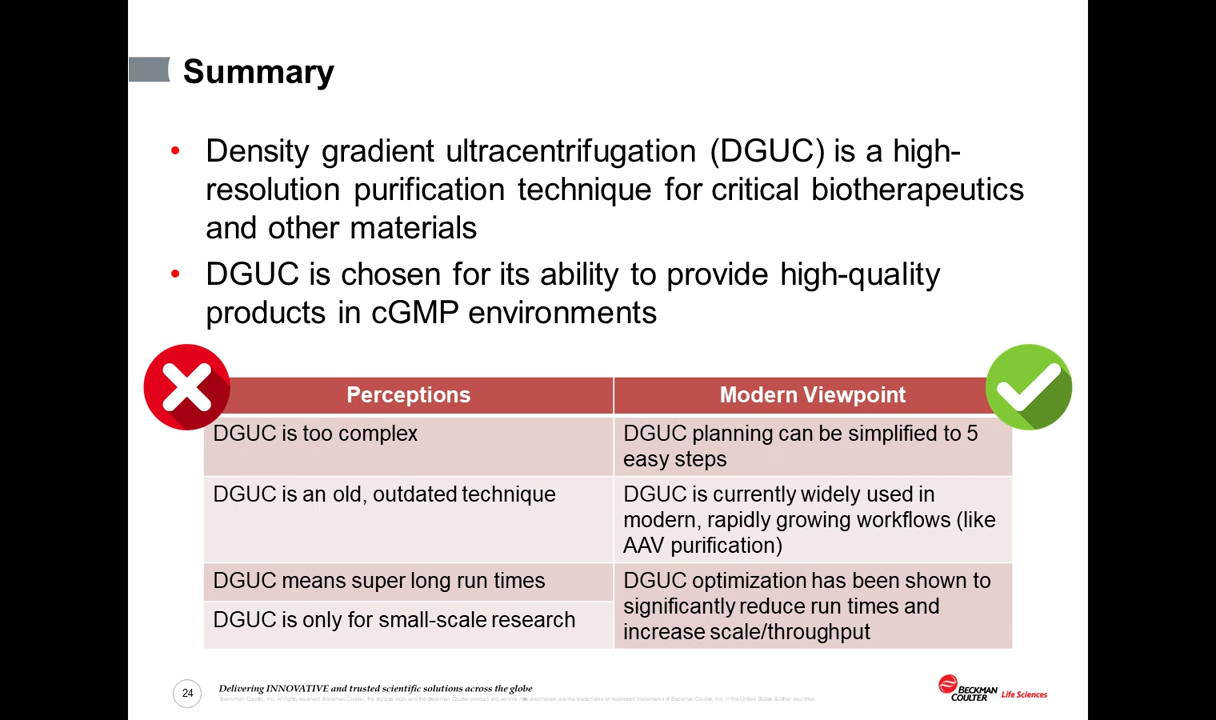 Summary
• Density gradient ultracentrifugation (DGUC) is a high-
resolution purification technique for critical biotherapeutics
and other materials
• DGUC is chosen for its ability to provide high-quality
products in cGMP environments
Perceptions
Modern Viewpoint
DGUC is too complex
DGUC planning can be simplified to 5
easy steps
DGUC is an old, outdated technique
DGUC is currently widely used in
modern, rapidly growing workflows (like
AAV purification)
DGUC means super long run times
DGUC is only for small-scale research
DGUC optimization has been shown to
significantly reduce run times and
increase scale/throughput
24
Delivering INNOVATIVE and trusted scientific solutions across the globe
BECKMAN
COULTER
Life Sciences